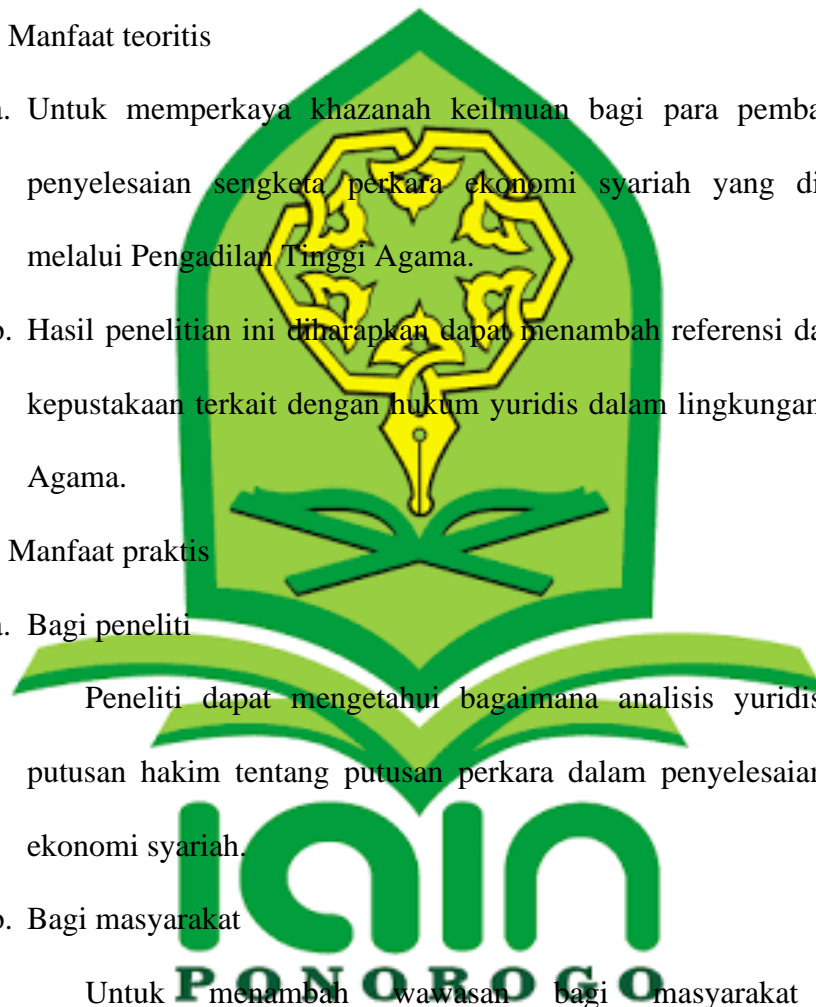 Manfaat teoritis
a. Untuk memperkaya khazanah keilmuan bagi para
penyelesaian sengketa perkara ekonomi syariah yang
melalui Pengadilan Tinggi Agama.
b. Hasil penelitian ini diharapkan dapat menambah referensi
kepustakaan terkait dengan hukum yuridis dalam lingkungan
Agama.
Manfaat praktis
a. Bagi peneliti
Peneliti dapat mengetahui bagaimana analisis yuridis
putusan hakim tentang putusan perkara dalam penyelesaian
ekonomi syariah.
b. Bagi masyarakat
iain
PONOROGO
Untuk menambah wawasan bagi masyarakat